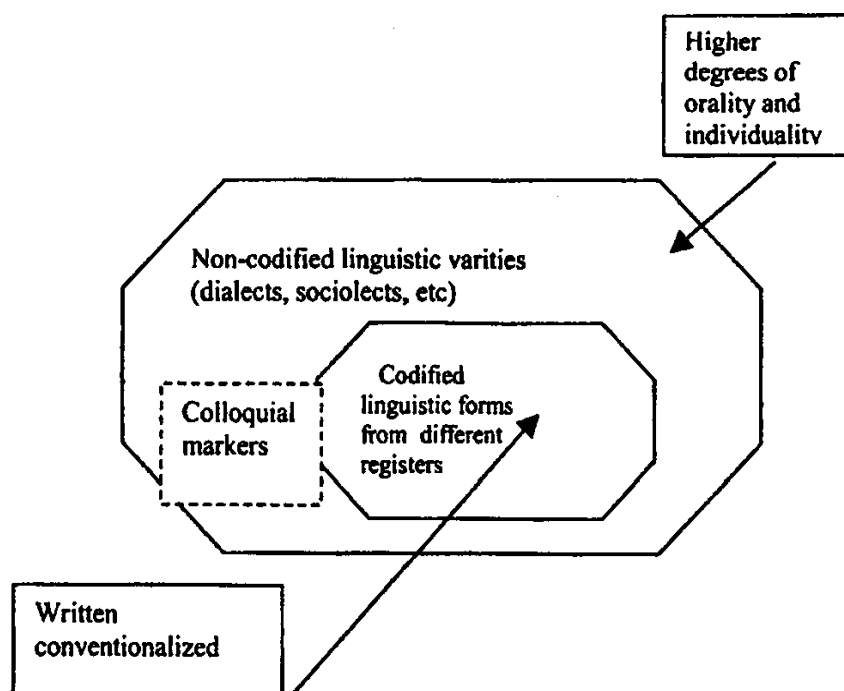 Higher
degrees of
orality and
individuality
Non-codified linguistic varities
(dialects, sociolects, etc)
Codified
linguistic forms
from different
registers
Colloquial
markers
Written
conventionalized